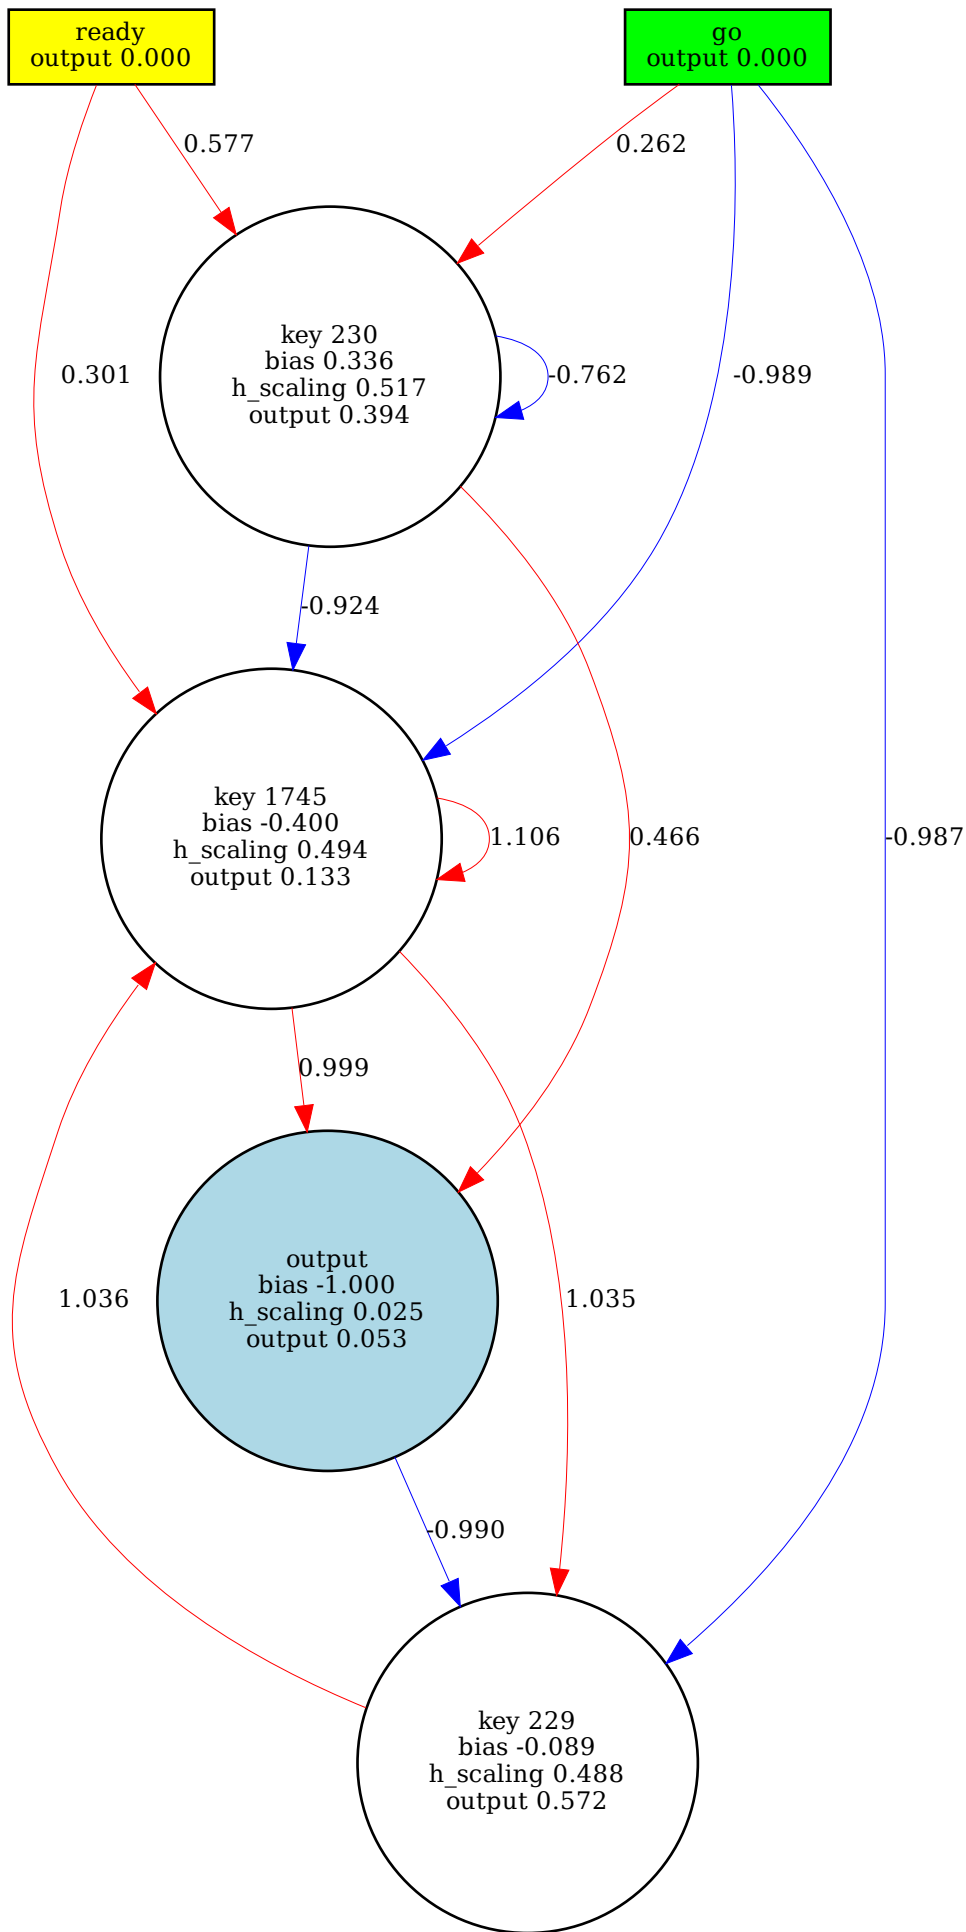 ready
output 0.000
go
output 0.000
0.577
0.262
key 230
bias 0.336
h_scaling 0.517
output 0.394
0.301
-0.762
-0.989
-0.924
key 1745
bias -0.400
h_scaling 0.494
output 0.133
1.106
0.466
-0.987
0.999
output
bias -1.000
h_scaling 0.025
output 0.053
1.036
1.035
-0.990
key 229
bias -0.089
h_scaling 0.488
output 0.572